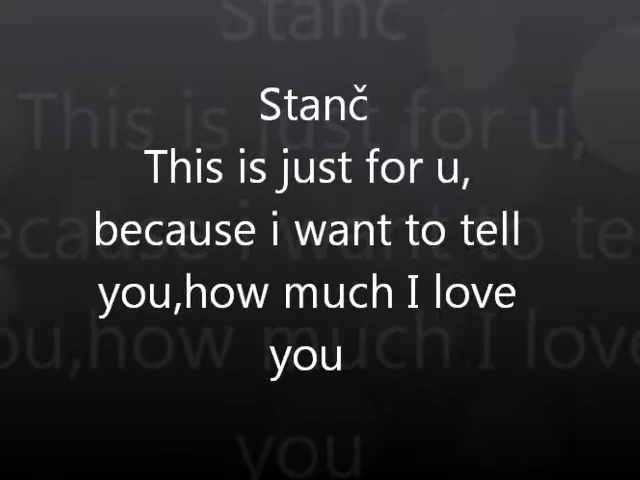 Stanč
This is just for u,
because i want to tell
you,how much I love
you